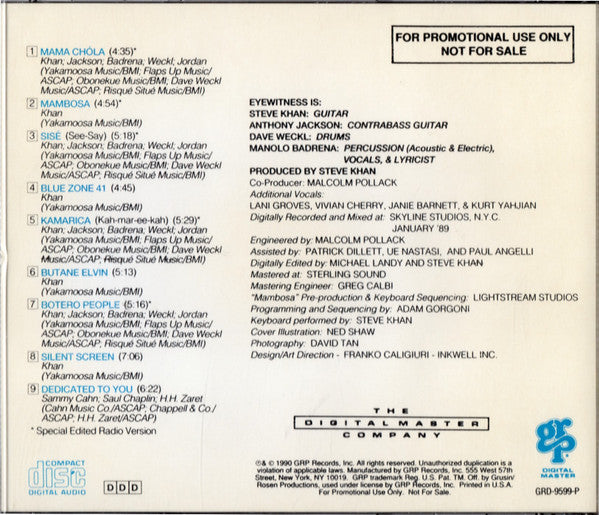 FOR PROMOTIONAL USE ONLY
NOT FOR SALE
1 MAMA CHÓLA (4:35)*
Khan; Jackson; Badrena; Weckl; Jordan
(Yakamoosa Music/BMI; Flaps Up Music/
ASCAP; Obonekue Music/BMI; Dave Weckl
Music/ASCAP; Risqué Situé Music/BMI)
2 MAMBOSA (4:54)*
Khan
(Yakamoosa Music/BMI)
3 SISÉ (See-Say) (5:18)*
Khan; Jackson; Badrena; Weckl; Jordan
(Yakamoosa Music/BMI; Flaps Up Music/
ASCAP; Obonekue Music/BMI; Dave Weckl
Music/ASCAP; Risqué Situé Music/BMI)
4 BLUE ZONE 41 (4:45)
Khan
(Yakamoosa Music/BMI)
5 KAMARICA (Kah-mar-ee-kah) (5:29)*
Khan; Jackson; Badrena; Weckl; Jordan
(Yakamoosa Music/BMI; Flaps Up Music/
ASCAP; Obonekue Music/BMI; Dave Weckl
Music/ASCAP; Risqué Situé Music/BMI)
6 BUTANE ELVIN (5:13)
Khan
(Yakamoosa Music/BMI)
7 BOTERO PEOPLE (5:16)*
Khan; Jackson; Badrena; Weckl; Jordan
(Yakamoosa Music/BMI; Flaps Up Music/
ASCAP; Obonekue Music/BMI; Dave Weckl
Music/ASCAP; Risqué Situé Music/BMI)
8 SILENT SCREEN (7:06)
Khan
(Yakamoosa Music/BMI)
9 DEDICATED TO YOU (6:22)
Sammy Cahn; Saul Chaplin; H.H. Zaret
(Cahn Music Co./ASCAP; Chappell & Co./
ASCAP; H.H. Zaret/ASCAP)
* Special Edited Radio Version
EYEWITNESS IS:
STEVE KHAN: GUITAR
ANTHONY JACKSON: CONTRABASS GUITAR
DAVE WECKL: DRUMS
MANOLO BADRENA: PERCUSSION (Acoustic & Electric),
VOCALS, & LYRICIST
PRODUCED BY STEVE KHAN
Co-Producer: MALCOLM POLLACK
Additional Vocals:
LANI GROVES, VIVIAN CHERRY, JANIE BARNETT, & KURT YAHJIAN
Digitally Recorded and Mixed at: SKYLINE STUDIOS, N.Y.C.
JANUARY '89
Engineered by: MALCOLM POLLACK
Assisted by: PATRICK DILLETT, UE NASTASI, AND PAUL ANGELLI
Digitally Edited by: MICHAEL LANDY AND STEVE KHAN
Mastered at: STERLING SOUND
Mastering Engineer: GREG CALBI
"Mambosa" Pre-production & Keyboard Sequencing: LIGHTSTREAM STUDIOS
Programming and Sequencing by: ADAM GORGONI
Keyboard performed by: STEVE KHAN
Cover Illustration: NED SHAW
Photography: DAVID TAN
Design/Art Direction - FRANKO CALIGIURI - INKWELL INC.
THE
DIGITAL MASTER
COMPANY
grp
DIGITAL
MASTER
COMPACT
disc
DIGITAL AUDIO
DDD
℗& © 1990 GRP Records, Inc. All rights reserved. Unauthorized duplication is a
violation of applicable laws. Manufactured by GRP Records, Inc. 555 West 57th
Street, New York, NY 10019. GRP trademark Reg. U.S. Pat. TM. Off. by Grusin/
Rosen Productions, used under license by GRP Records, Inc. Printed in U.S.A.
For Promotional Use Only. Not For Sale.
GRD-9599-P